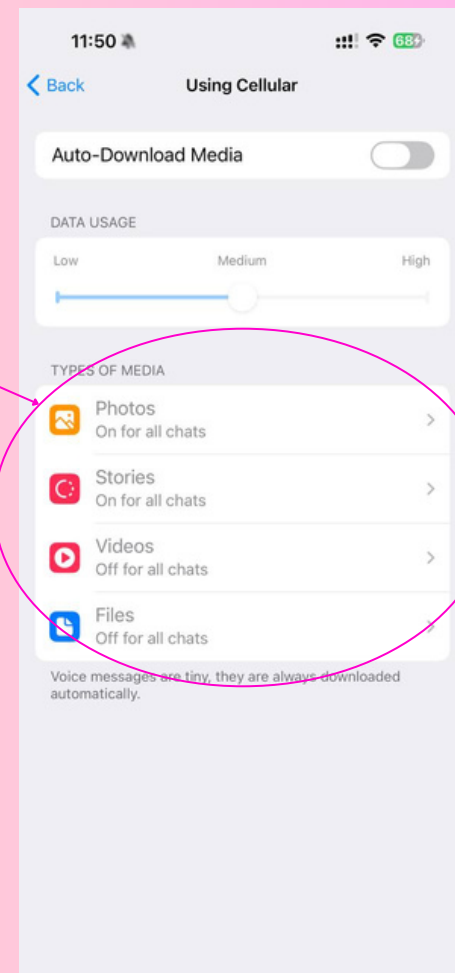 11:50
68
Back
Using Cellular
Auto-Download Media
DATA USAGE
Low Medium High
TYPES OF MEDIA
Photos
On for all chats
Stories
On for all chats
Videos
Off for all chats
Files
Off for all chats
Voice messages are tiny, they are always downloaded
automatically.